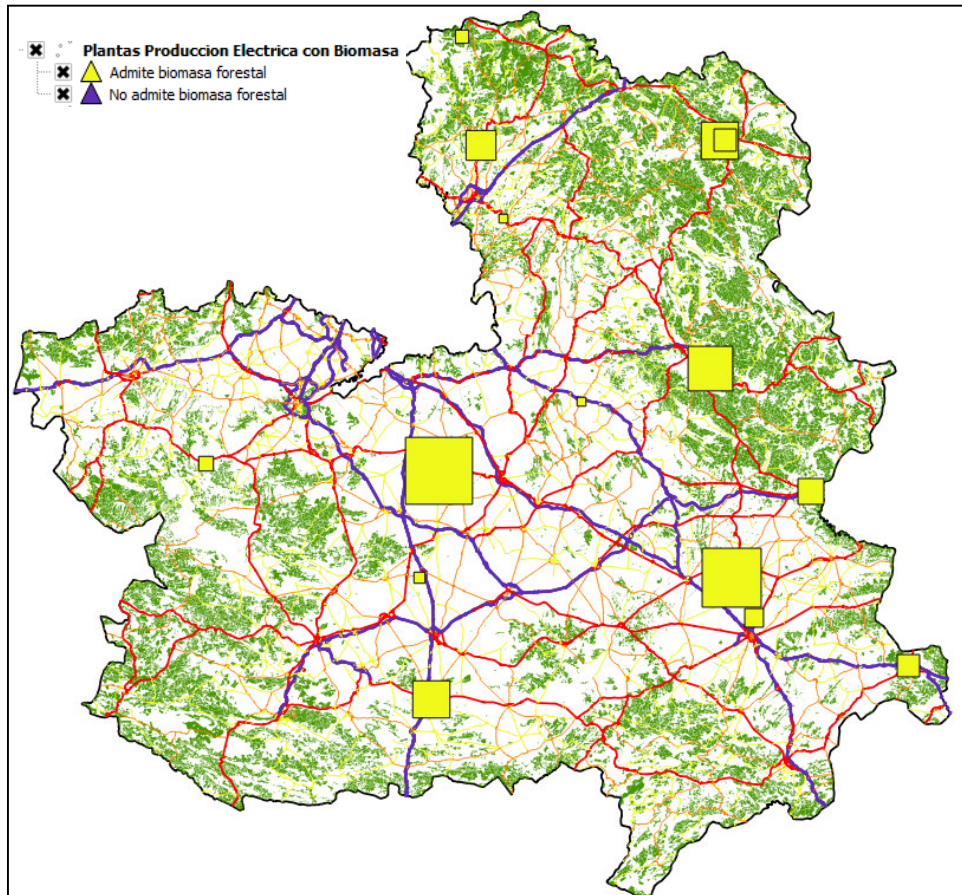 Plantas Produccion Electrica con Biomasa
Admite biomasa forestal
No admite biomasa forestal